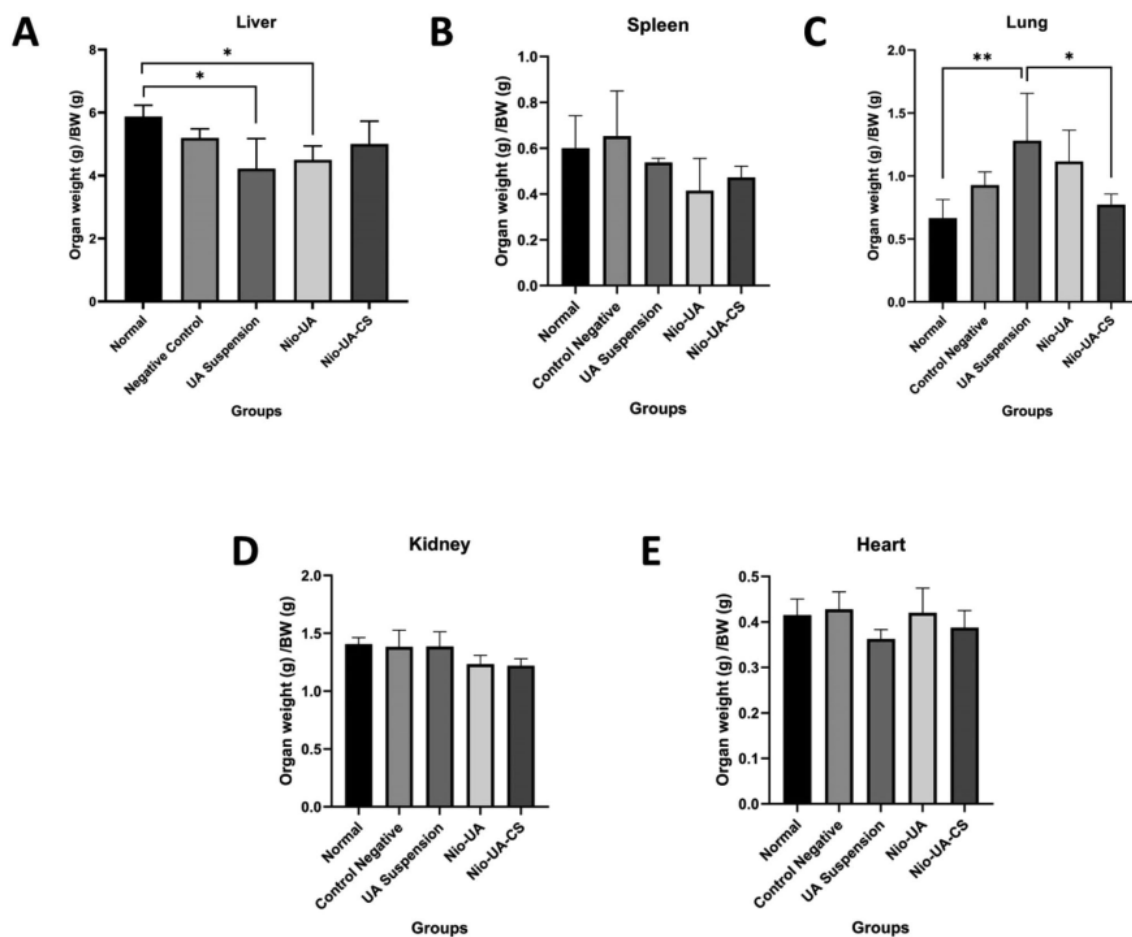 A
Liver
Organ weight (g) /BW (g)
8
6
4
2
0
*
*
Normal
Negative Control
UA Suspension
Nio-UA
Nio-UA-CS
Groups
B
Spleen
Organ weight (g) /BW (g)
1.0
0.8
0.6
0.4
0.2
0.0
Normal
Control Negative
UA Suspension
Nio-UA
Nio-UA-CS
Groups
C
Lung
Organ weight (g) /BW (g)
2.0
1.5
1.0
0.5
0.0
**
*
Normal
Control Negative
UA Suspension
Nio-UA
Nio-UA-CS
Groups
D
Kidney
Organ weight (g) /BW (g)
2.0
1.5
1.0
0.5
0.0
Normal
Control Negative
UA Suspension
Nio-UA
Nio-UA-CS
Groups
E
Heart
Organ weight (g) /BW (g)
0.5
0.4
0.3
0.2
0.1
0.0
Normal
Control Negative
UA Suspension
Nio-UA
Nio-UA-CS
Groups